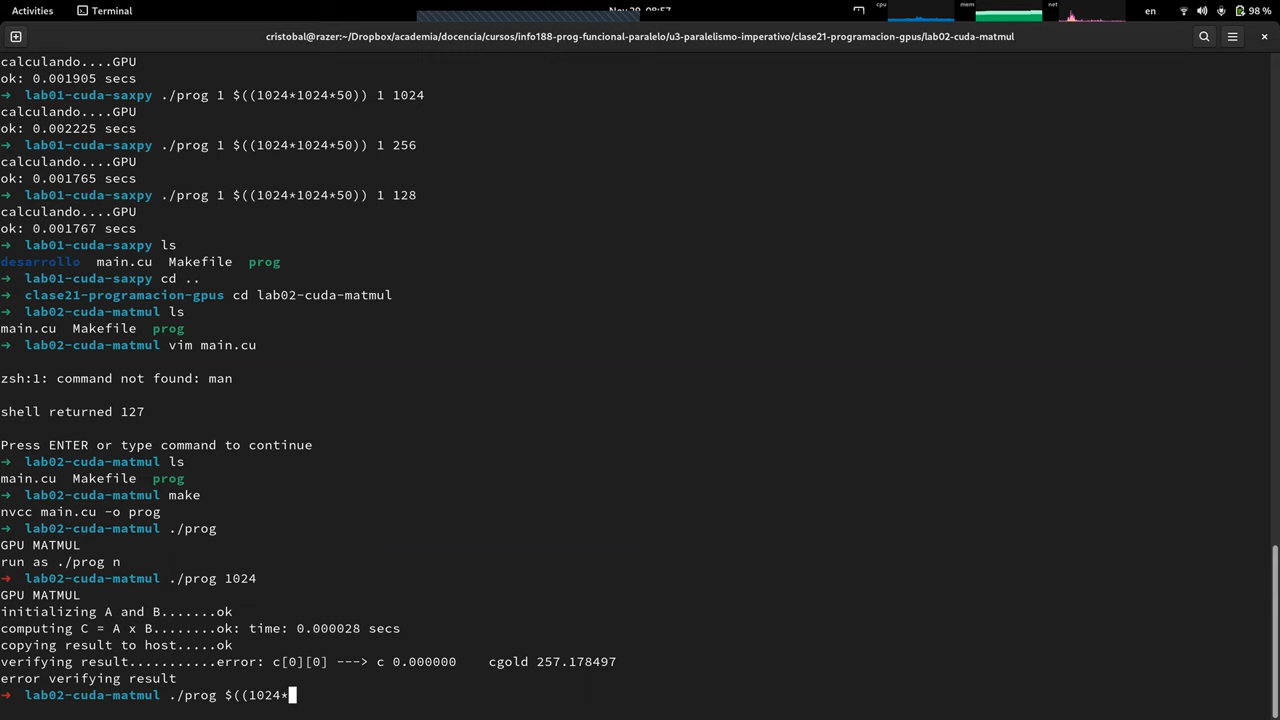 Activities Terminal Nov 29 08:57 cpu mem net en 98 %
cristobal@razer:~/Dropbox/academia/docencia/cursos/info188-prog-funcional-paralelo/u3-paralelismo-imperativo/clase21-programacion-gpus/lab02-cuda-matmul
calculando....GPU
ok: 0.001905 secs
➜ lab01-cuda-saxpy ./prog 1 $((1024*1024*50)) 1 1024
calculando....GPU
ok: 0.002225 secs
➜ lab01-cuda-saxpy ./prog 1 $((1024*1024*50)) 1 256
calculando....GPU
ok: 0.001765 secs
➜ lab01-cuda-saxpy ./prog 1 $((1024*1024*50)) 1 128
calculando....GPU
ok: 0.001767 secs
➜ lab01-cuda-saxpy ls
desarrollo main.cu Makefile prog
➜ lab01-cuda-saxpy cd ..
➜ clase21-programacion-gpus cd lab02-cuda-matmul
➜ lab02-cuda-matmul ls
main.cu Makefile prog
➜ lab02-cuda-matmul vim main.cu
zsh:1: command not found: man
shell returned 127
Press ENTER or type command to continue
➜ lab02-cuda-matmul ls
main.cu Makefile prog
➜ lab02-cuda-matmul make
nvcc main.cu -o prog
➜ lab02-cuda-matmul ./prog
GPU MATMUL
run as ./prog n
➜ lab02-cuda-matmul ./prog 1024
GPU MATMUL
initializing A and B.......ok
computing C = A x B........ok: time: 0.000028 secs
copying result to host.....ok
verifying result...........error: c[0][0] ---> c 0.000000 cgold 257.178497
error verifying result
➜ lab02-cuda-matmul ./prog $((1024*